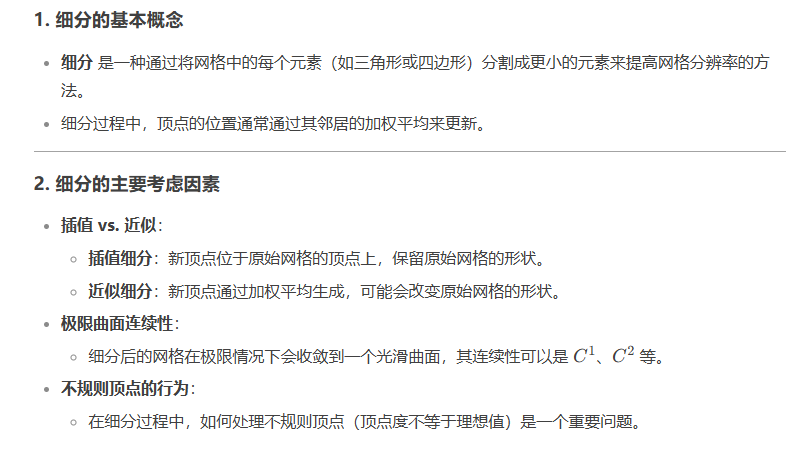 1. 细分的基本概念
细分 是一种通过将网格中的每个元素（如三角形或四边形）分割成更小的元素来提高网格分辨率的方
法。
细分过程中，顶点的位置通常通过其邻居的加权平均来更新。
2. 细分的主要考虑因素
插值 vs. 近似：
插值细分：新顶点位于原始网格的顶点上，保留原始网格的形状。
近似细分：新顶点通过加权平均生成，可能会改变原始网格的形状。
极限曲面连续性：
细分后的网格在极限情况下会收敛到一个光滑曲面，其连续性可以是 C¹、C² 等。
不规则顶点的行为：
在细分过程中，如何处理不规则顶点（顶点度不等于理想值）是一个重要问题。